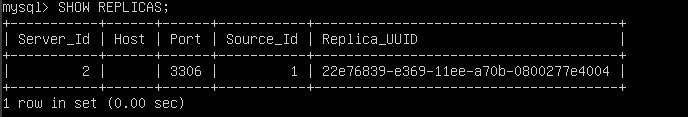 mysql> SHOW REPLICAS;
+-----------+------+------+-----------+--------------------------------------+
| Server_Id | Host | Port | Source_Id | Replica_UUID                         |
+-----------+------+------+-----------+--------------------------------------+
|         2 |      | 3306 |         1 | 22e76839-e369-11ee-a70b-0800277e4004 |
+-----------+------+------+-----------+--------------------------------------+
1 row in set (0.00 sec)